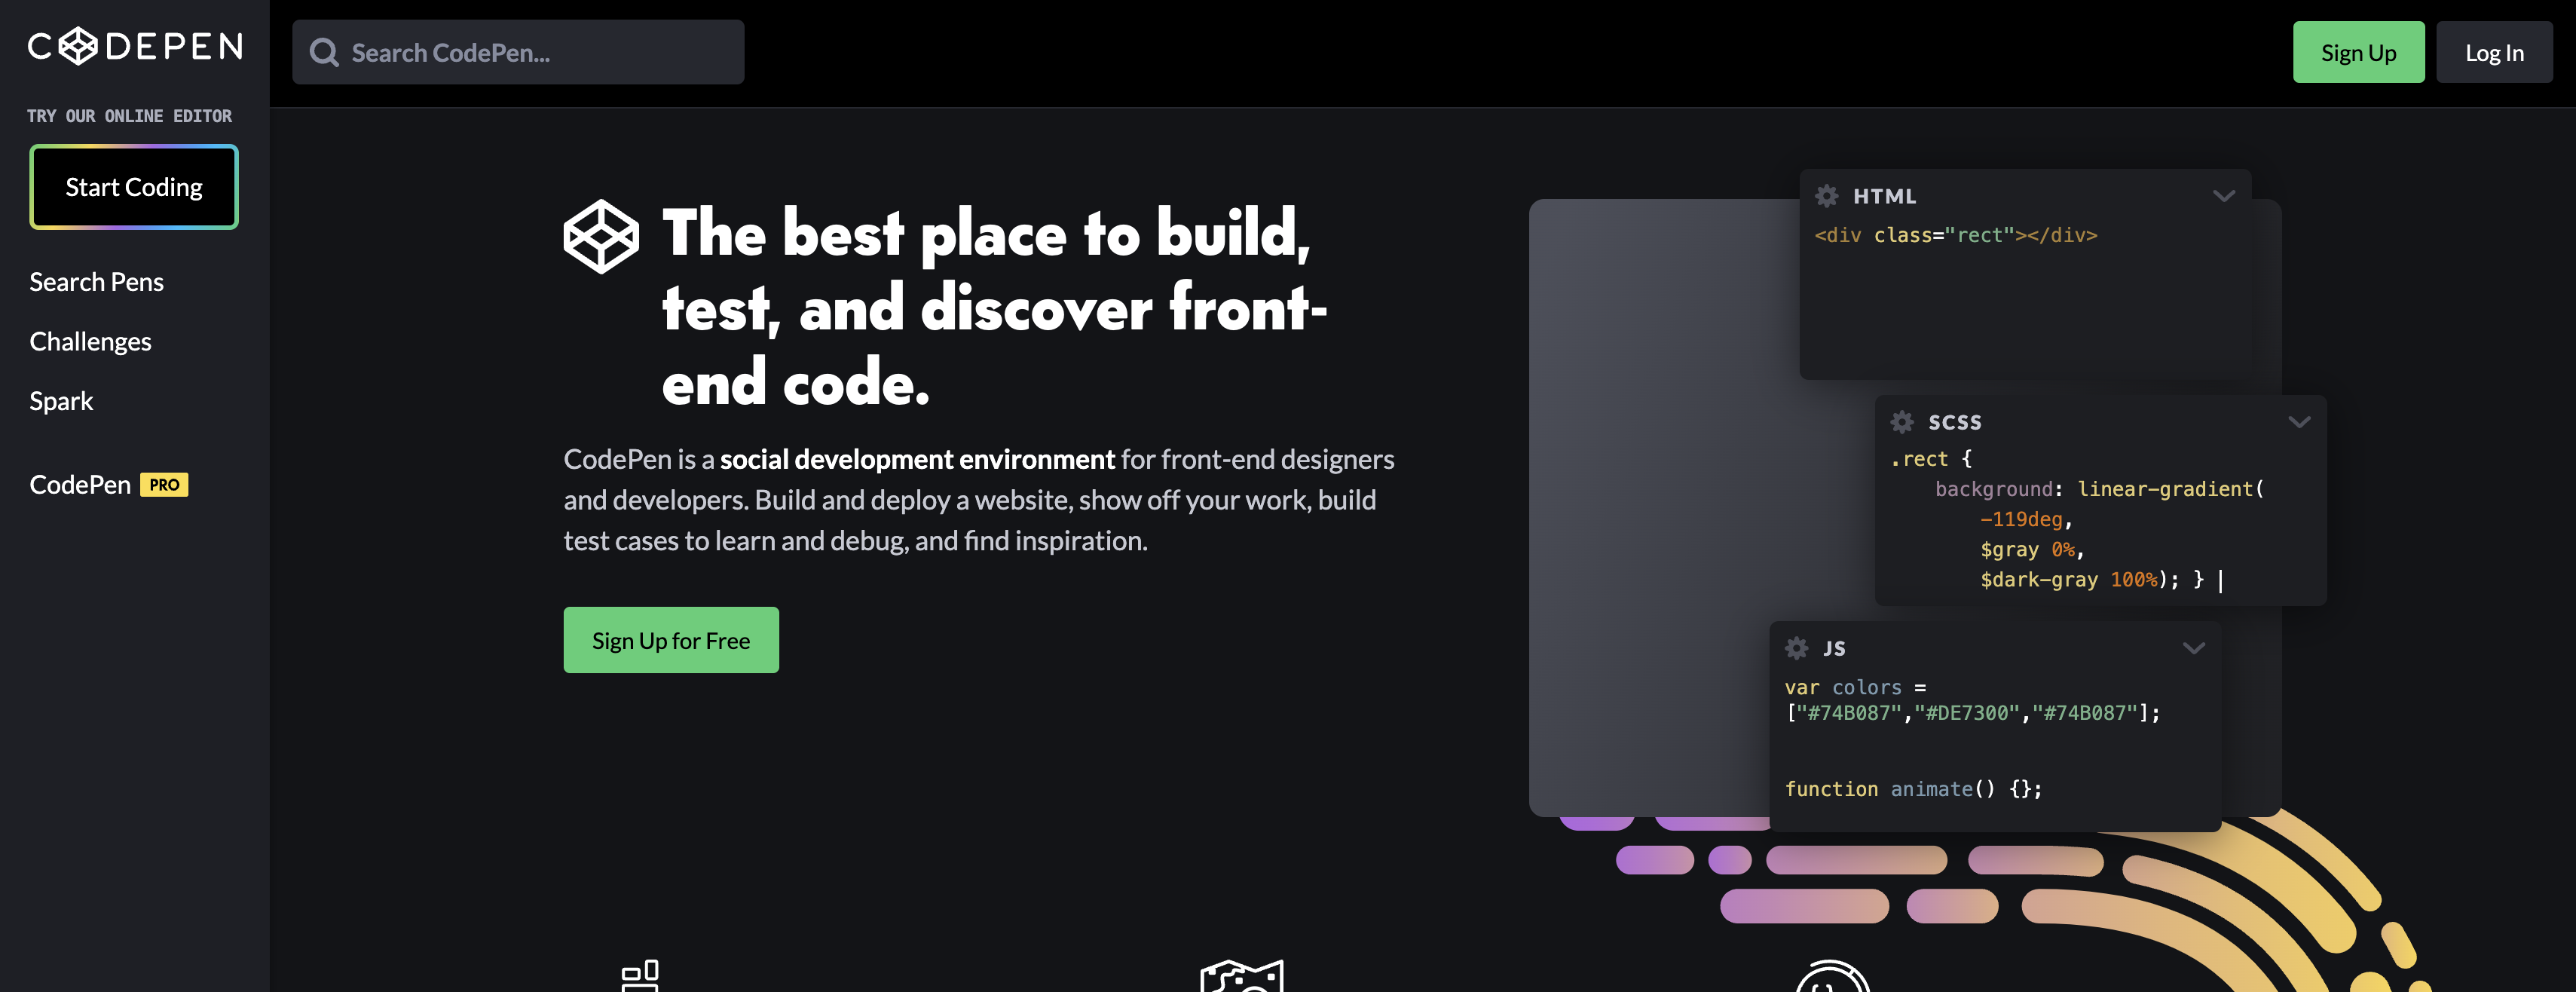 CODEPEN
TRY OUR ONLINE EDITOR
Start Coding
Search Pens
Challenges
Spark
CodePen PRO
Search CodePen...
Sign Up
Log In
The best place to build,
test, and discover front-
end code.
CodePen is a social development environment for front-end designers
and developers. Build and deploy a website, show off your work, build
test cases to learn and debug, and find inspiration.
Sign Up for Free
HTML
<div class="rect"></div>
SCSS
.rect {
background: linear-gradient(
-119deg,
$gray 0%,
$dark-gray 100%); } |
JS
var colors =
["#74B087","#DE7300","#74B087"];
function animate() {};